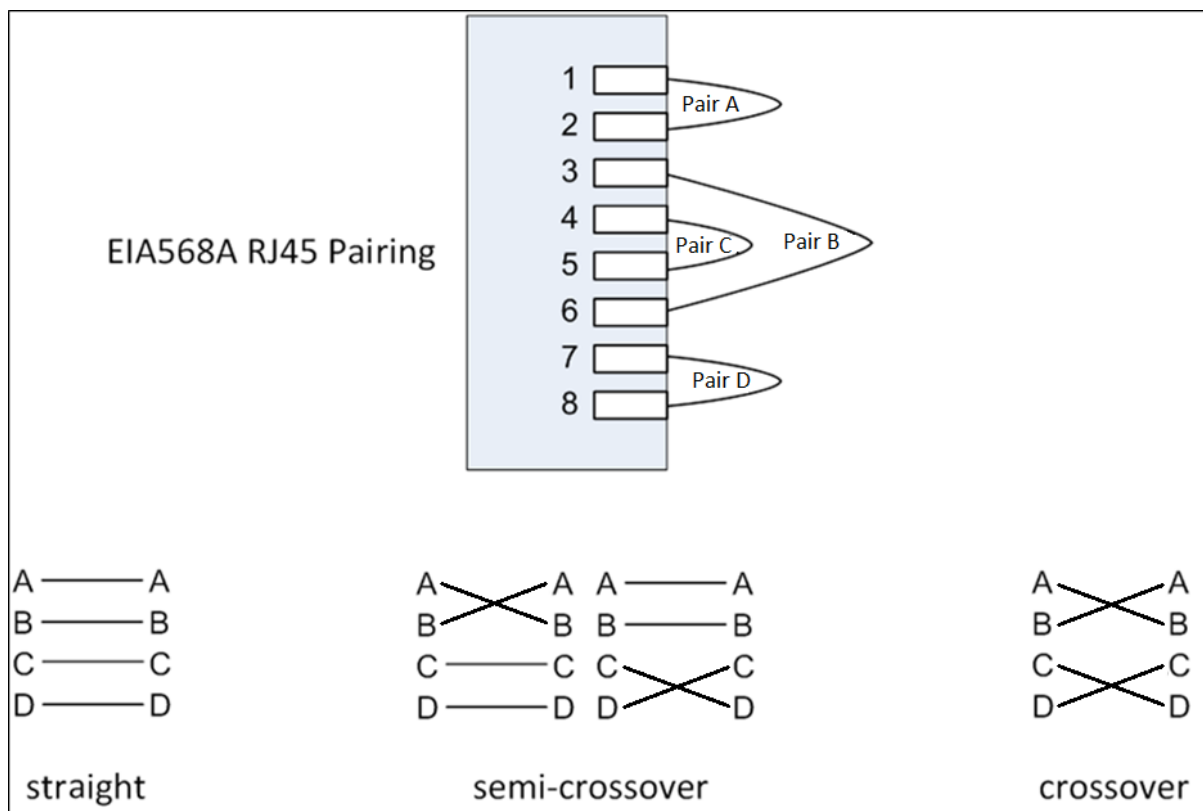 1
Pair A
2
3
4
EIA568A RJ45 Pairing
Pair C
Pair B
5
6
7
Pair D
8
A A A A A A A A
B B B B B B B B
C C C C C C C C
D D D D D D D D
straight semi-crossover crossover